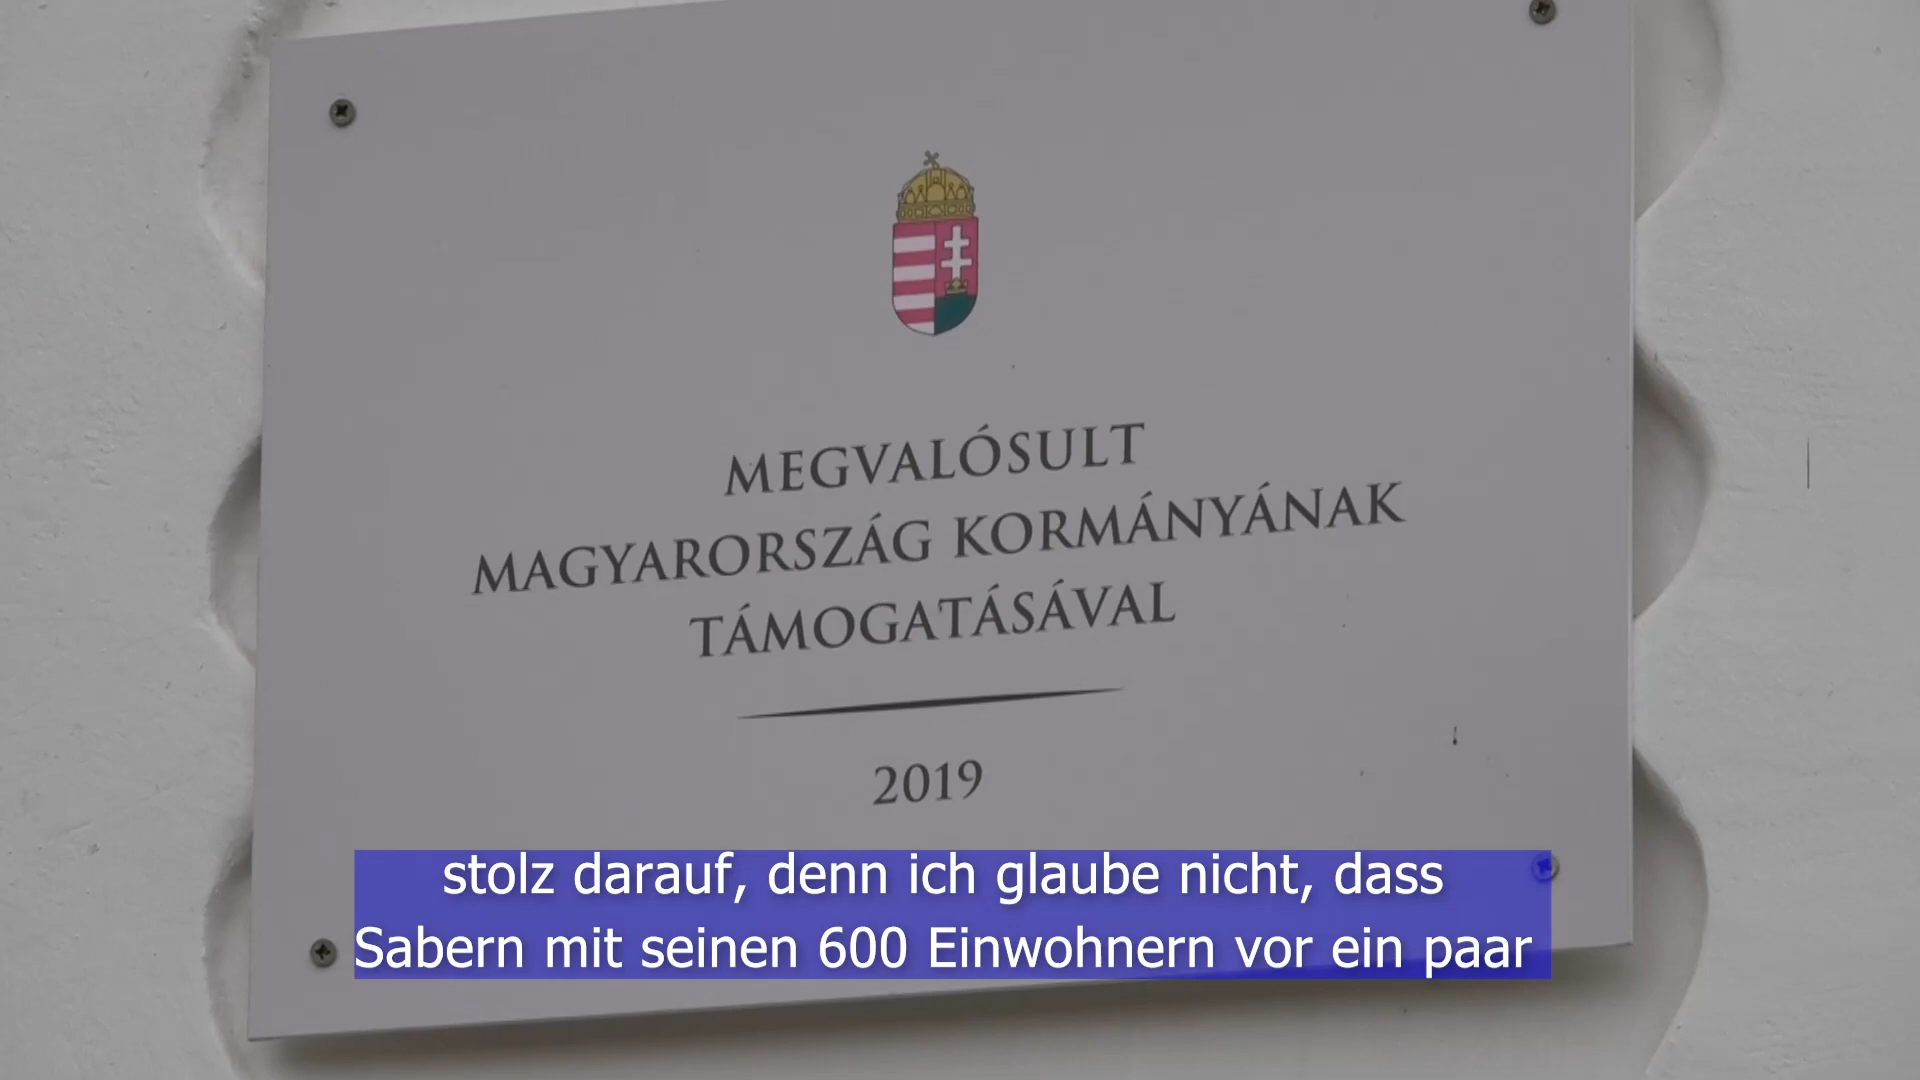 MEGVALÓSULT
MAGYARORSZÁG KORMÁNYÁNAK
TÁMOGATÁSÁVAL
2019
stolz darauf, denn ich glaube nicht, dass
Sabern mit seinen 600 Einwohnern vor ein paar